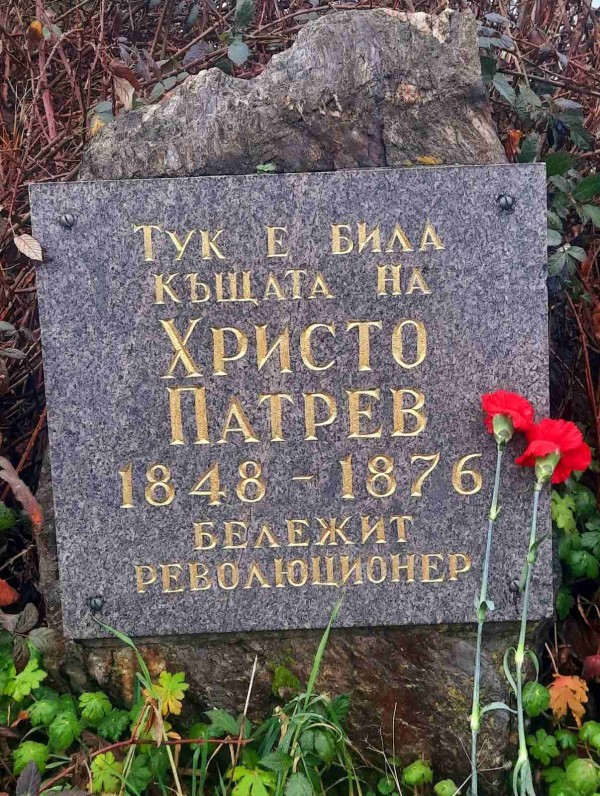 Тук е била
къщата на
Христо
Патрев
1848 - 1876
бележит
революционер